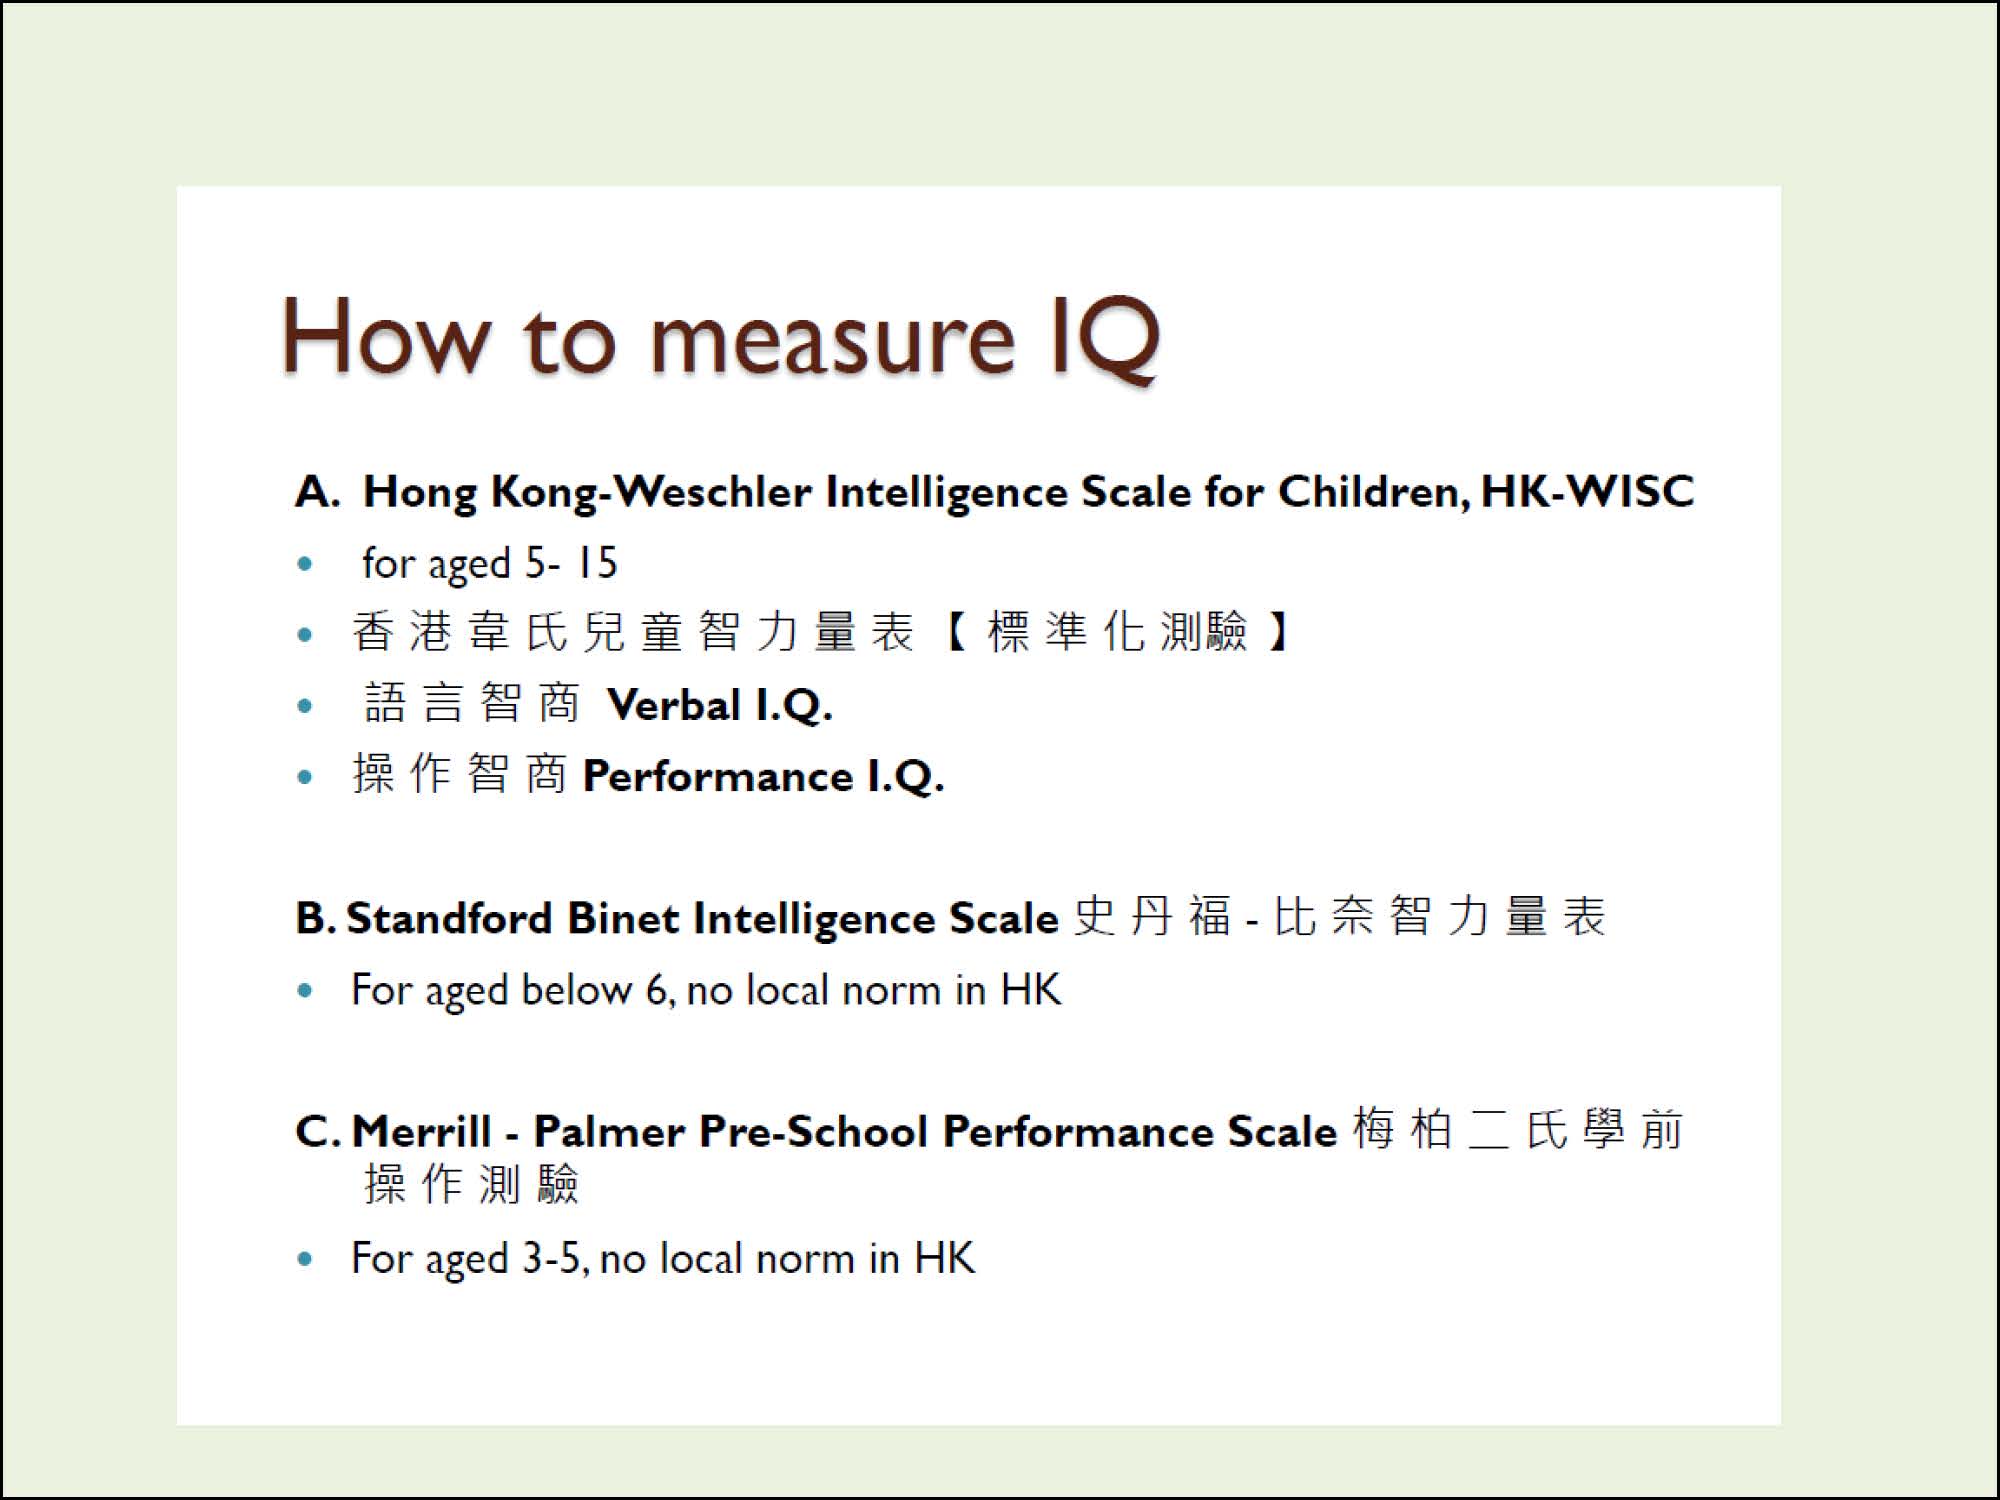 How to measure IQ
A. Hong Kong-Weschler Intelligence Scale for Children, HK-WISC
• for aged 5- 15
• 香 港 韋 氏 兒 童 智 力 量 表 【 標 準 化 測驗 】
• 語 言 智 商 Verbal I.Q.
• 操 作 智 商 Performance I.Q.
B. Standford Binet Intelligence Scale 史 丹 福 - 比 奈 智 力 量 表
• For aged below 6, no local norm in HK
C. Merrill - Palmer Pre-School Performance Scale 梅 柏 二 氏 學 前
操 作 測 驗
• For aged 3-5, no local norm in HK